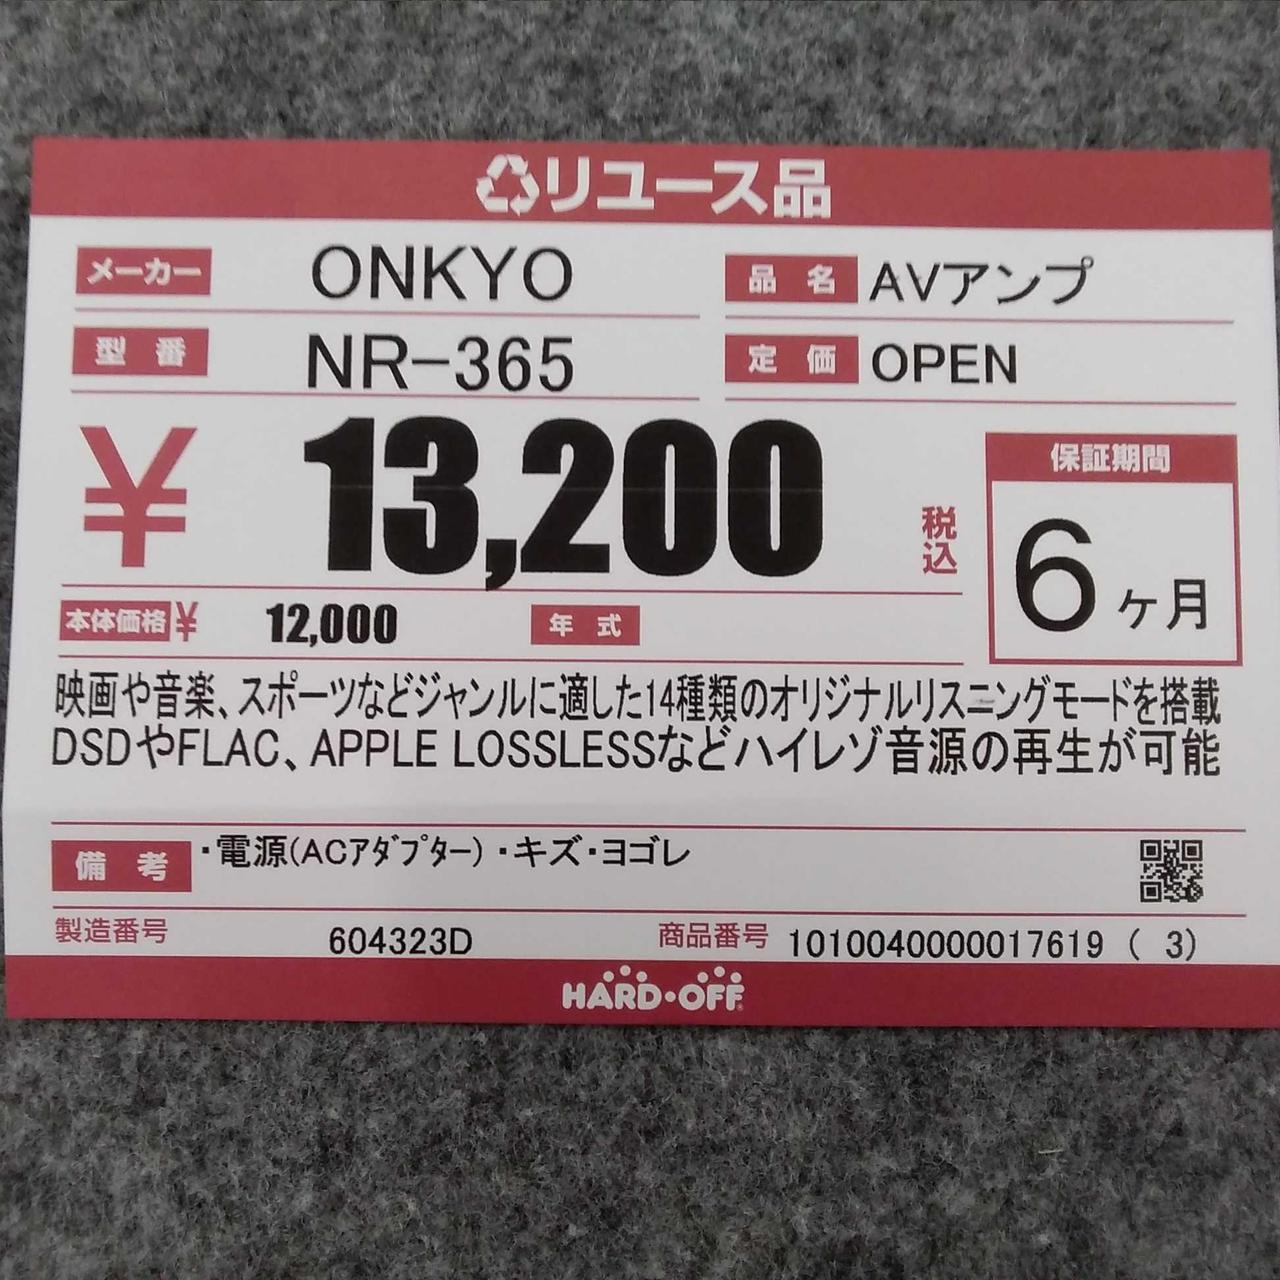 リユース品
メーカー ONKYO 品名 AVアンプ
型番 NR-365 定価 OPEN
¥ 13,200 税込
保証期間
6ヶ月
本体価格¥ 12,000 年式
映画や音楽、スポーツなどジャンルに適した14種類のオリジナルリスニングモードを搭載
DSDやFLAC、APPLE LOSSLESSなどハイレゾ音源の再生が可能
備考 ・電源(ACアダプター)・キズ・ヨゴレ
製造番号 604323D 商品番号 1010040000017619 ( 3)
HARD・OFF